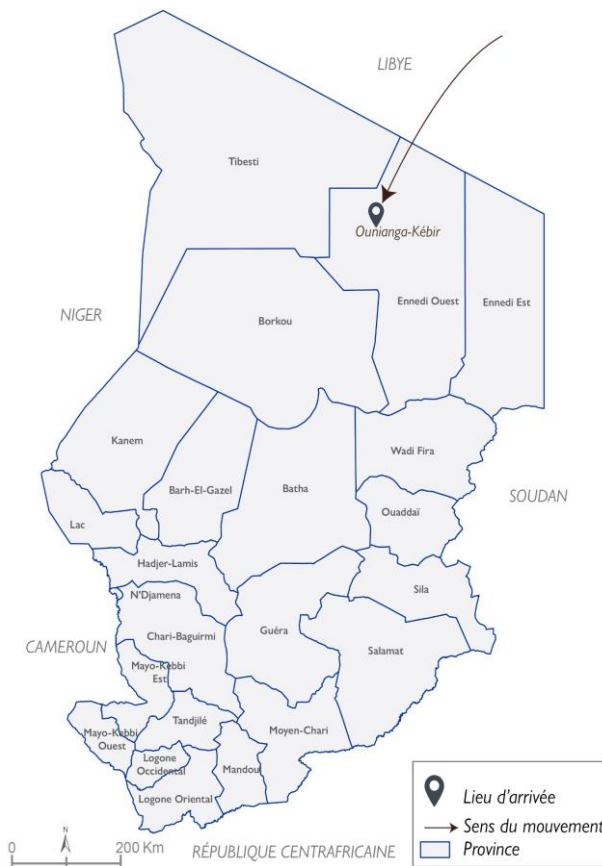 LIBYE
Tibesti
Ounianga-Kébir
Ennedi Ouest
Ennedi Est
NIGER
Borkou
Kanem
Wadi Fira
Barh-El-Gazel
Batha
SOUDAN
Lac
Ouaddaï
Hadjer-Lamis
Sila
N'Djamena
Chari-Baguirmi
Guéra
CAMEROUN
Salamat
Mayo-Kebbi
Est
Tandjilé
Moyen-Chari
Mayo-Kebbi
Ouest
Logone
Occidental
Mandoul
Logone Oriental
Lieu d'arrivée
Sens du mouvement
Province
N
0 200 Km
RÉPUBLIQUE CENTRAFRICAINE